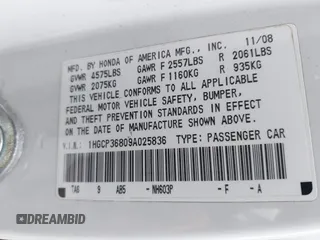 MFD. BY HONDA OF AMERICA MFG., INC. 11/08
GVWR 4575LBS GAWR F 2557LBS R 2061LBS
GVWR 2075KG GAWR F 1160KG R 935KG
THIS VEHICLE CONFORMS TO ALL APPLICABLE
FEDERAL MOTOR VEHICLE SAFETY, BUMPER,
AND THEFT PREVENTION STANDARDS IN EFFECT
ON THE DATE OF MANUFACTURE SHOWN ABOVE.
V.I.N.: 1HGCP36809A025836 TYPE: PASSENGER CAR
TA6 9 AB5 - NH603P - F - A
DREAMBID